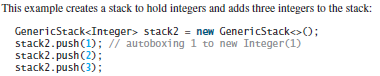 This example creates a stack to hold integers and adds three integers to the stack:
GenericStack<Integer> stack2 = new GenericStack<>();
stack2.push(1); // autoboxing 1 to new Integer(1)
stack2.push(2);
stack2.push(3);